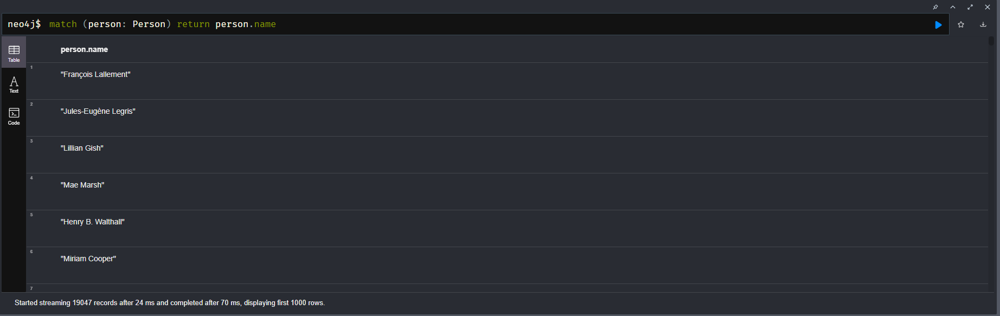 neo4j$ match (person: Person) return person.name
Table
Text
Code
person.name
1
"François Lallement"
2
"Jules-Eugène Legris"
3
"Lillian Gish"
4
"Mae Marsh"
5
"Henry B. Walthall"
6
"Miriam Cooper"
7
Started streaming 19047 records after 24 ms and completed after 70 ms, displaying first 1000 rows.